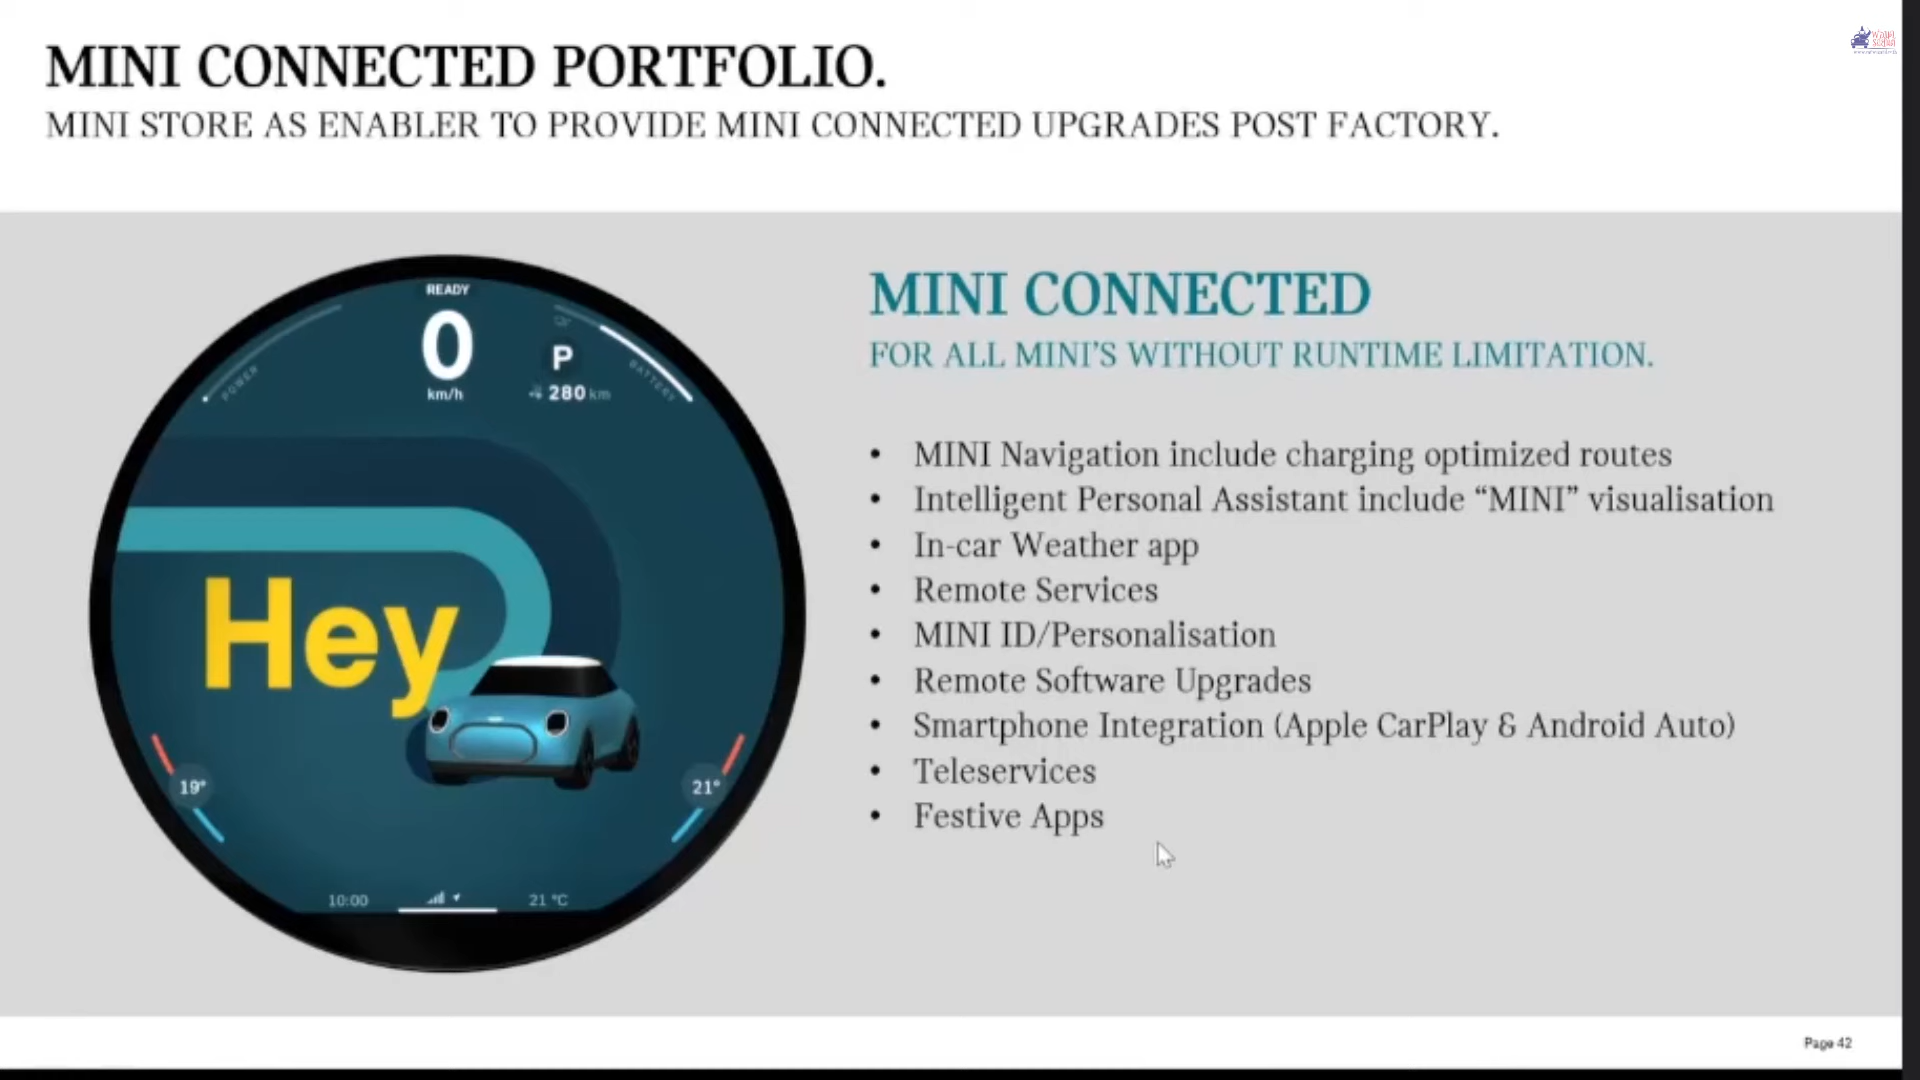 MINI CONNECTED PORTFOLIO.
MINI STORE AS ENABLER TO PROVIDE MINI CONNECTED UPGRADES POST FACTORY.
READY
0
km/h
P
280 km
POWER
BATTERY
Hey
19°
21°
10:00
21 °C
MINI CONNECTED
FOR ALL MINI'S WITHOUT RUNTIME LIMITATION.
• MINI Navigation include charging optimized routes
• Intelligent Personal Assistant include “MINI” visualisation
• In-car Weather app
• Remote Services
• MINI ID/Personalisation
• Remote Software Upgrades
• Smartphone Integration (Apple CarPlay & Android Auto)
• Teleservices
• Festive Apps
Page 42